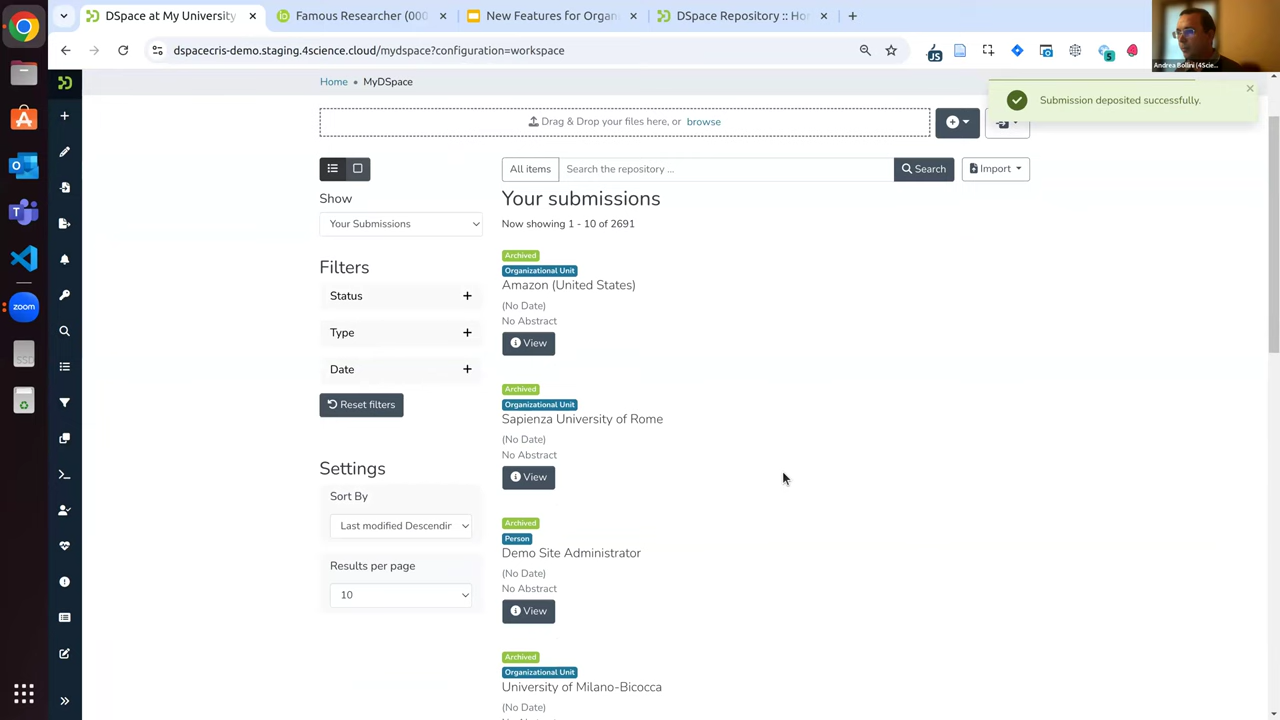 DSpace at My University
Famous Researcher (000
New Features for Organ
DSpace Repository :: Ho
dspacecris-demo.staging.4science.cloud/mydspace?configuration=workspace
JS
5
Andrea Bollini (4Scie...
Home • MyDSpace
Submission deposited successfully.
Drag & Drop your files here, or browse
All items
Search the repository ...
Search
Import
Show
Your Submissions
Your submissions
Now showing 1 - 10 of 2691
Filters
Status
Type
Date
Reset filters
Settings
Sort By
Last modified Descendir
Results per page
10
Archived
Organizational Unit
Amazon (United States)
(No Date)
No Abstract
View
Archived
Organizational Unit
Sapienza University of Rome
(No Date)
No Abstract
View
Archived
Person
Demo Site Administrator
(No Date)
No Abstract
View
Archived
Organizational Unit
University of Milano-Bicocca
(No Date)
zoom
SSD